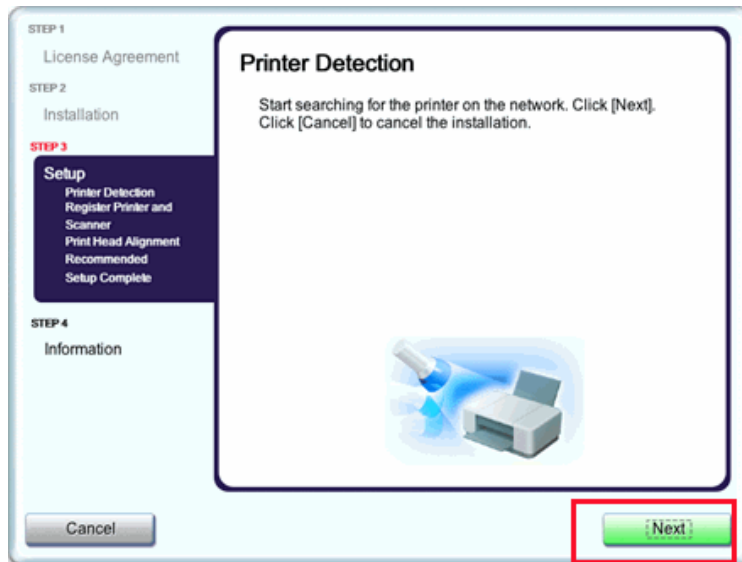 STEP 1
License Agreement
STEP 2
Installation
STEP 3
Setup
Printer Detection
Register Printer and
Scanner
Print Head Alignment
Recommended
Setup Complete
STEP 4
Information
Printer Detection
Start searching for the printer on the network. Click [Next].
Click [Cancel] to cancel the installation.
Cancel
Next